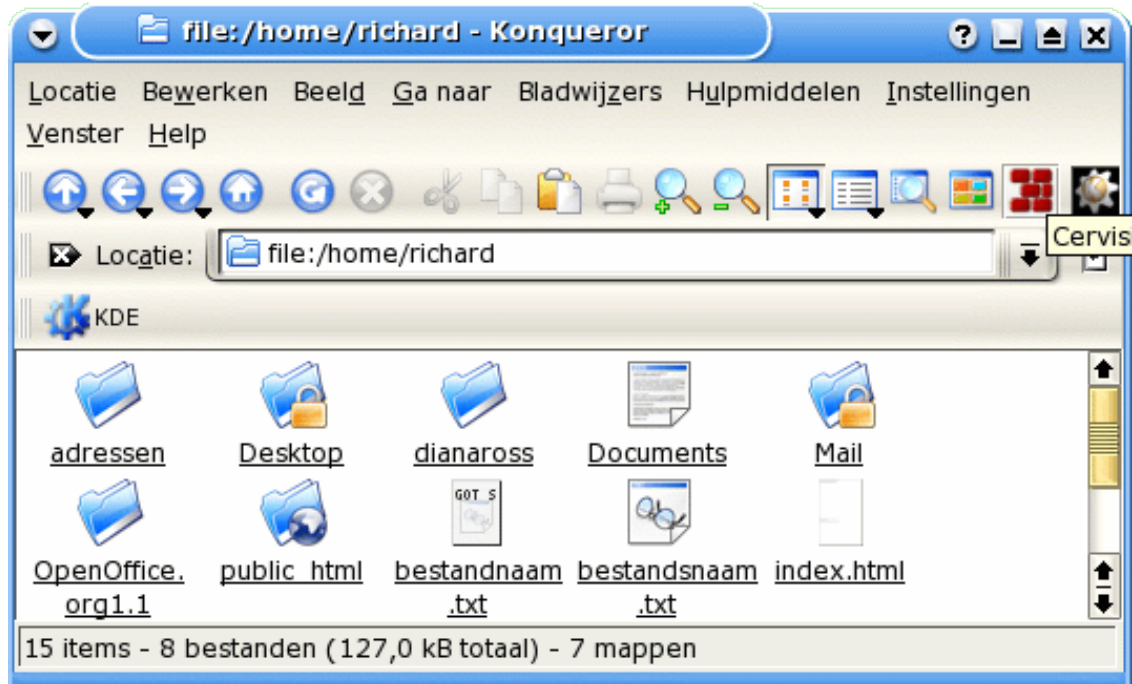 file:/home/richard - Konqueror
Locatie Bewerken Beeld Ga naar Bladwijzers Hulpmiddelen Instellingen
Venster Help
Cervis
Locatie: file:/home/richard
KDE
adressen Desktop dianaross Documents Mail
GOT S
OpenOffice. public_html bestandnaam bestandsnaam index.html
org1.1 .txt .txt
15 items - 8 bestanden (127,0 kB totaal) - 7 mappen